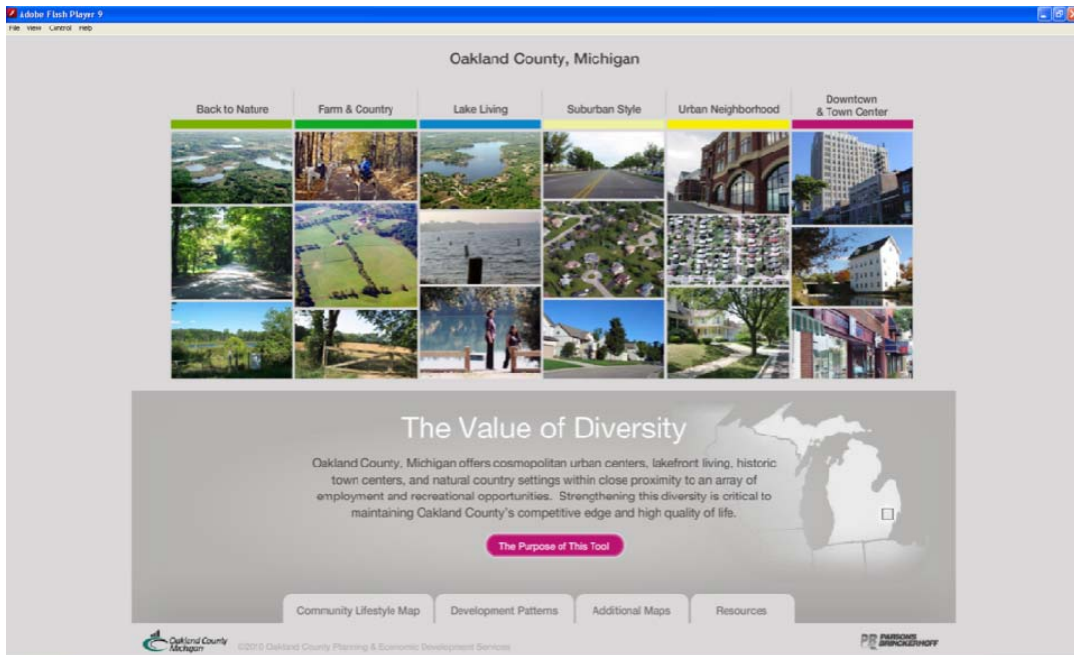 Adobe Flash Player 9
File View Control Help
Oakland County, Michigan
Back to Nature
Farm & Country
Lake Living
Suburban Style
Urban Neighborhood
Downtown
& Town Center
The Value of Diversity
Oakland County, Michigan offers cosmopolitan urban centers, lakefront living, historic
town centers, and natural country settings within close proximity to an array of
employment and recreational opportunities. Strengthening this diversity is critical to
maintaining Oakland County's competitive edge and high quality of life.
The Purpose of This Tool
Community Lifestyle Map
Development Patterns
Additional Maps
Resources
Oakland County
Michigan
©2010 Oakland County Planning & Economic Development Services
PB PARSONS
BRINCKERHOFF